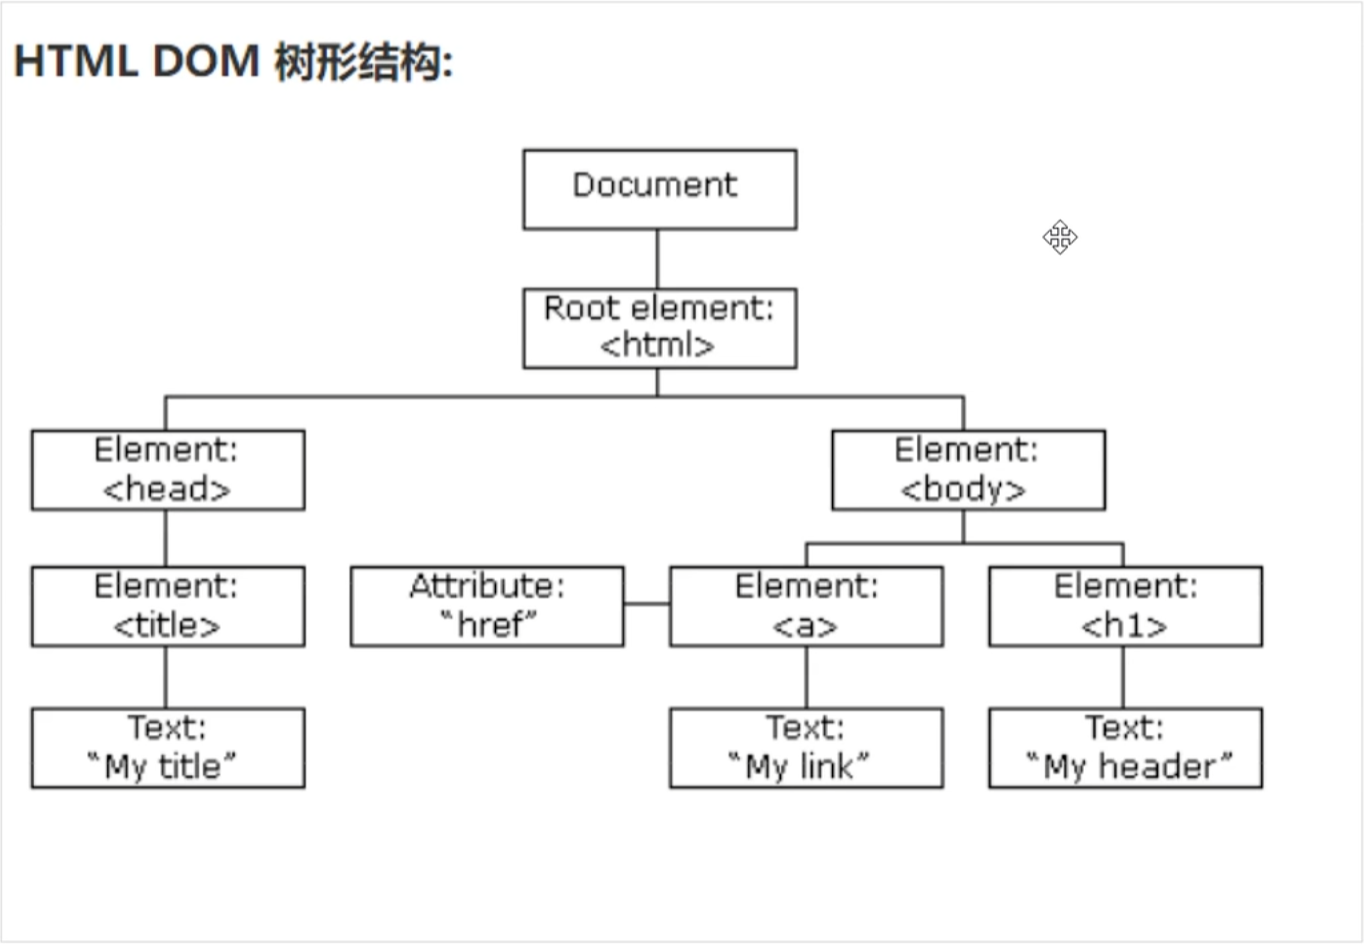 HTML DOM 树形结构:
Document
Root element:
<html>
Element:
<head>
Element:
<body>
Element:
<title>
Attribute:
“href”
Element:
<a>
Element:
<h1>
Text:
“My title”
Text:
“My link”
Text:
“My header”